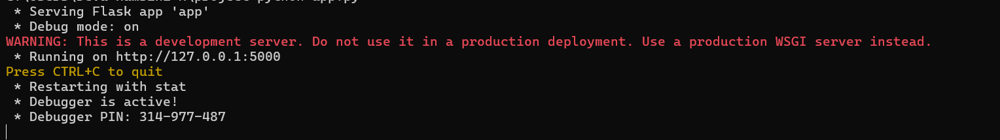 * Serving Flask app 'app'
* Debug mode: on
WARNING: This is a development server. Do not use it in a production deployment. Use a production WSGI server instead.
* Running on http://127.0.0.1:5000
Press CTRL+C to quit
* Restarting with stat
* Debugger is active!
* Debugger PIN: 314-977-487